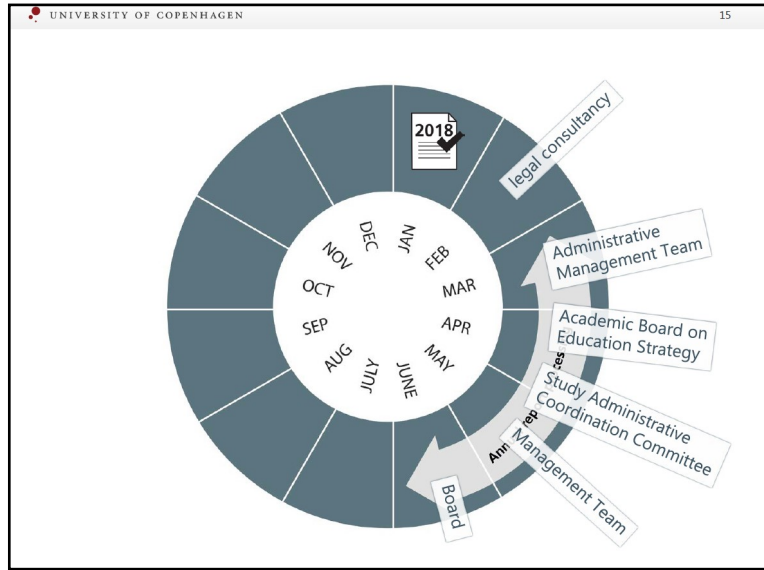 UNIVERSITY OF COPENHAGEN
15
2018
legal consultancy
Administrative
Management Team
Academic Board on
Education Strategy
Study Administrative
Coordination Committee
Management Team
Board
JAN
FEB
MAR
APR
MAY
JUNE
JULY
AUG
SEP
OCT
NOV
DEC